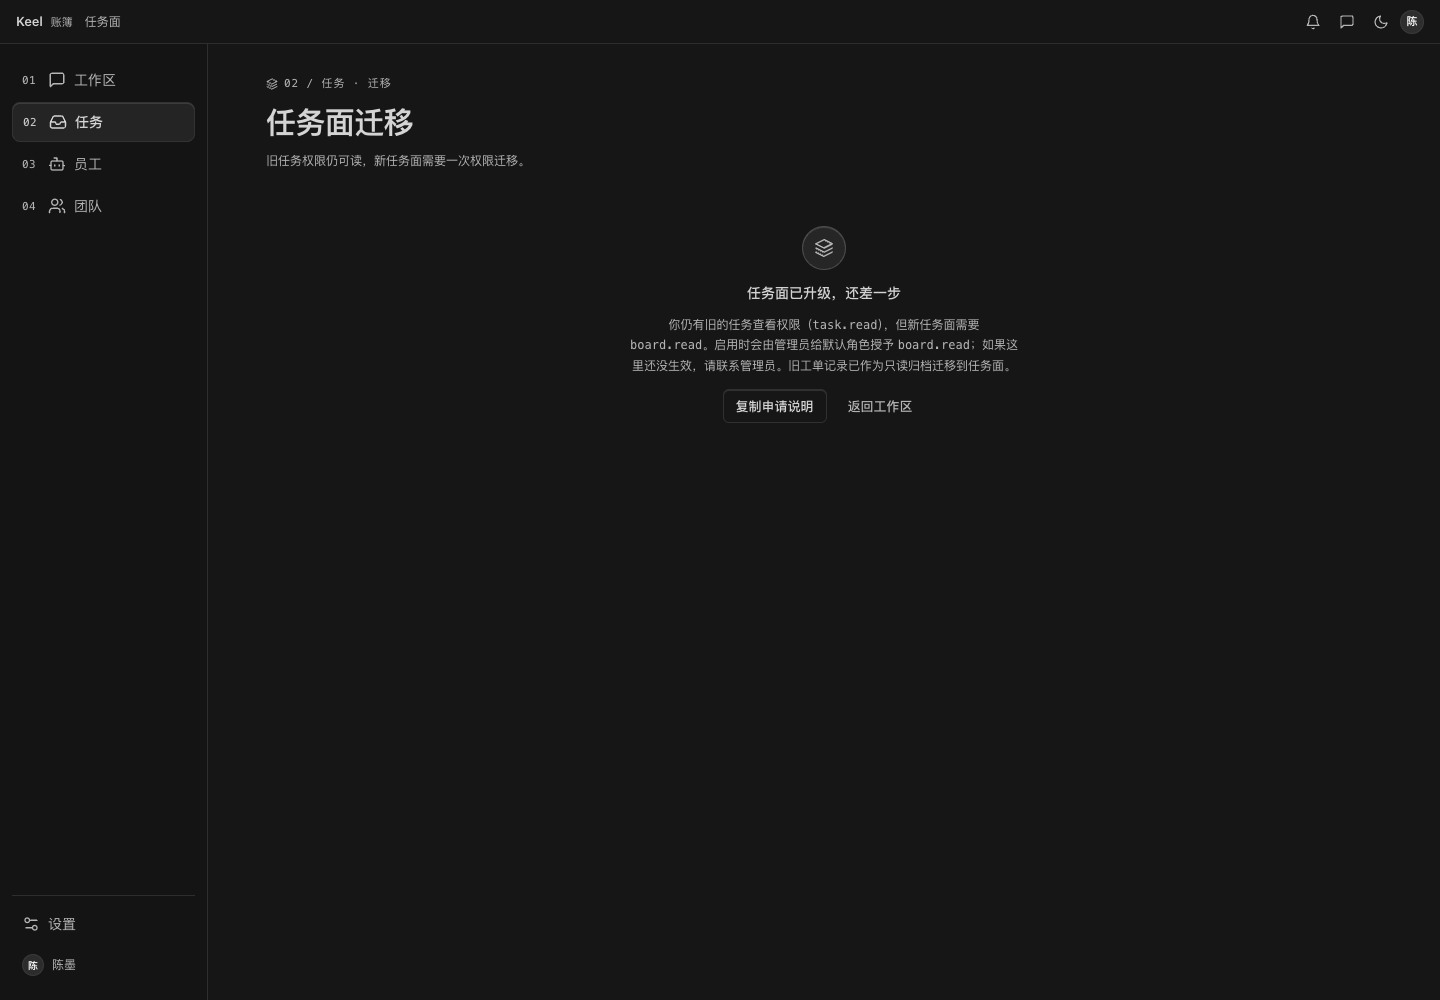 Keel 账簿 任务面
陈
01 工作区
02 任务
03 员工
04 团队
02 / 任务 · 迁移
任务面迁移
旧任务权限仍可读，新任务面需要一次权限迁移。
任务面已升级，还差一步
你仍有旧的任务查看权限（task.read），但新任务面需要
board.read。启用时会由管理员给默认角色授予 board.read；如果这
里还没生效，请联系管理员。旧工单记录已作为只读归档迁移到任务面。
复制申请说明 返回工作区
设置
陈 陈墨